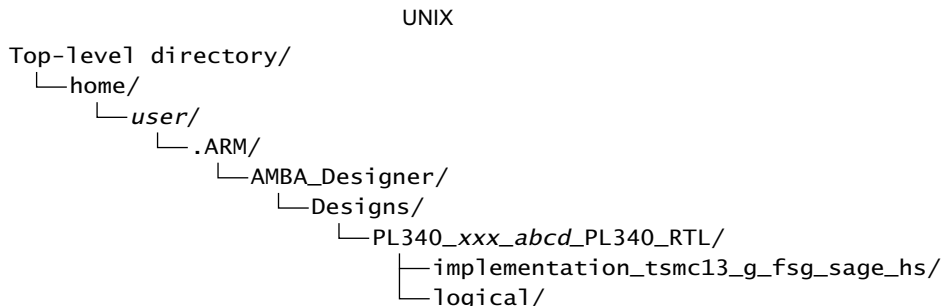 UNIX
Top-level directory/
home/
user/
.ARM/
AMBA_Designer/
Designs/
PL340_xxx_abcd_PL340_RTL/
implementation_tsmc13_g_fsg_sage_hs/
logical/